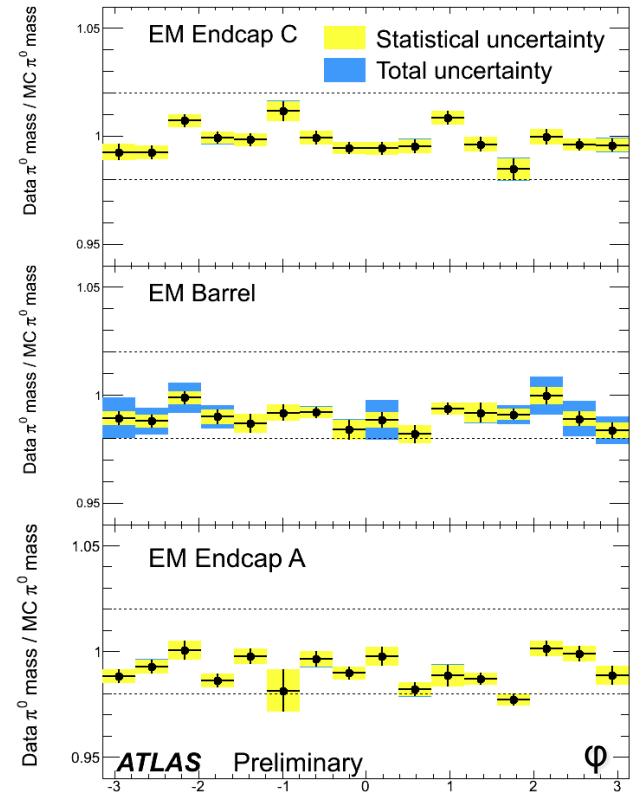 EM Endcap C
Statistical uncertainty
Total uncertainty
Data π⁰ mass / MC π⁰ mass
1.05
1
0.95
EM Barrel
Data π⁰ mass / MC π⁰ mass
1.05
1
0.95
EM Endcap A
Data π⁰ mass / MC π⁰ mass
1.05
1
0.95
ATLAS Preliminary
φ
-3 -2 -1 0 1 2 3